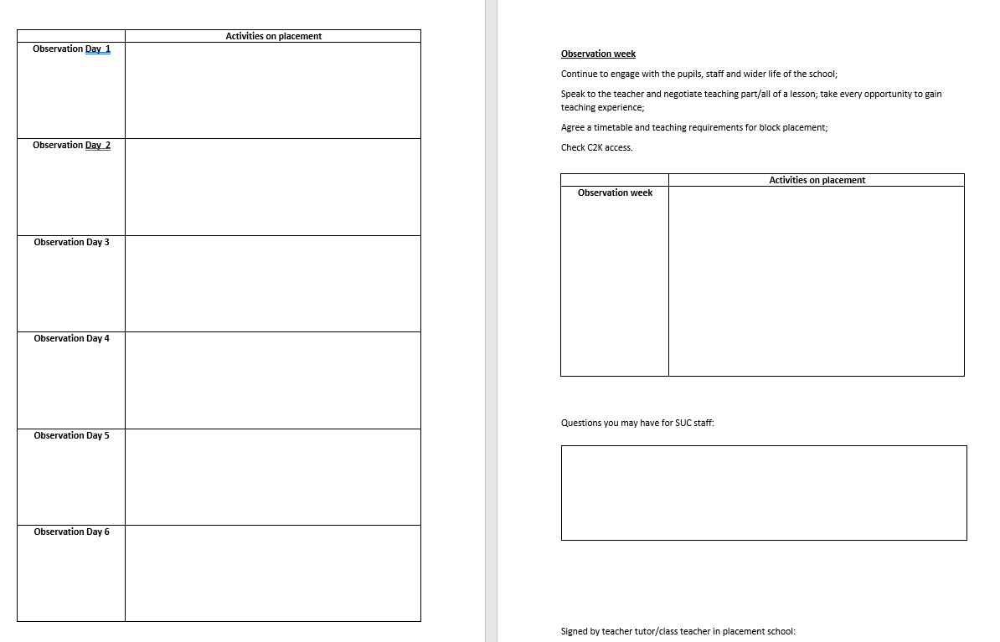 Activities on placement
Observation Day 1
Observation Day 2
Observation Day 3
Observation Day 4
Observation Day 5
Observation Day 6
Observation week
Continue to engage with the pupils, staff and wider life of the school;
Speak to the teacher and negotiate teaching part/all of a lesson; take every opportunity to gain
teaching experience;
Agree a timetable and teaching requirements for block placement;
Check C2K access.
Activities on placement
Observation week
Questions you may have for SUC staff:
Signed by teacher tutor/class teacher in placement school: